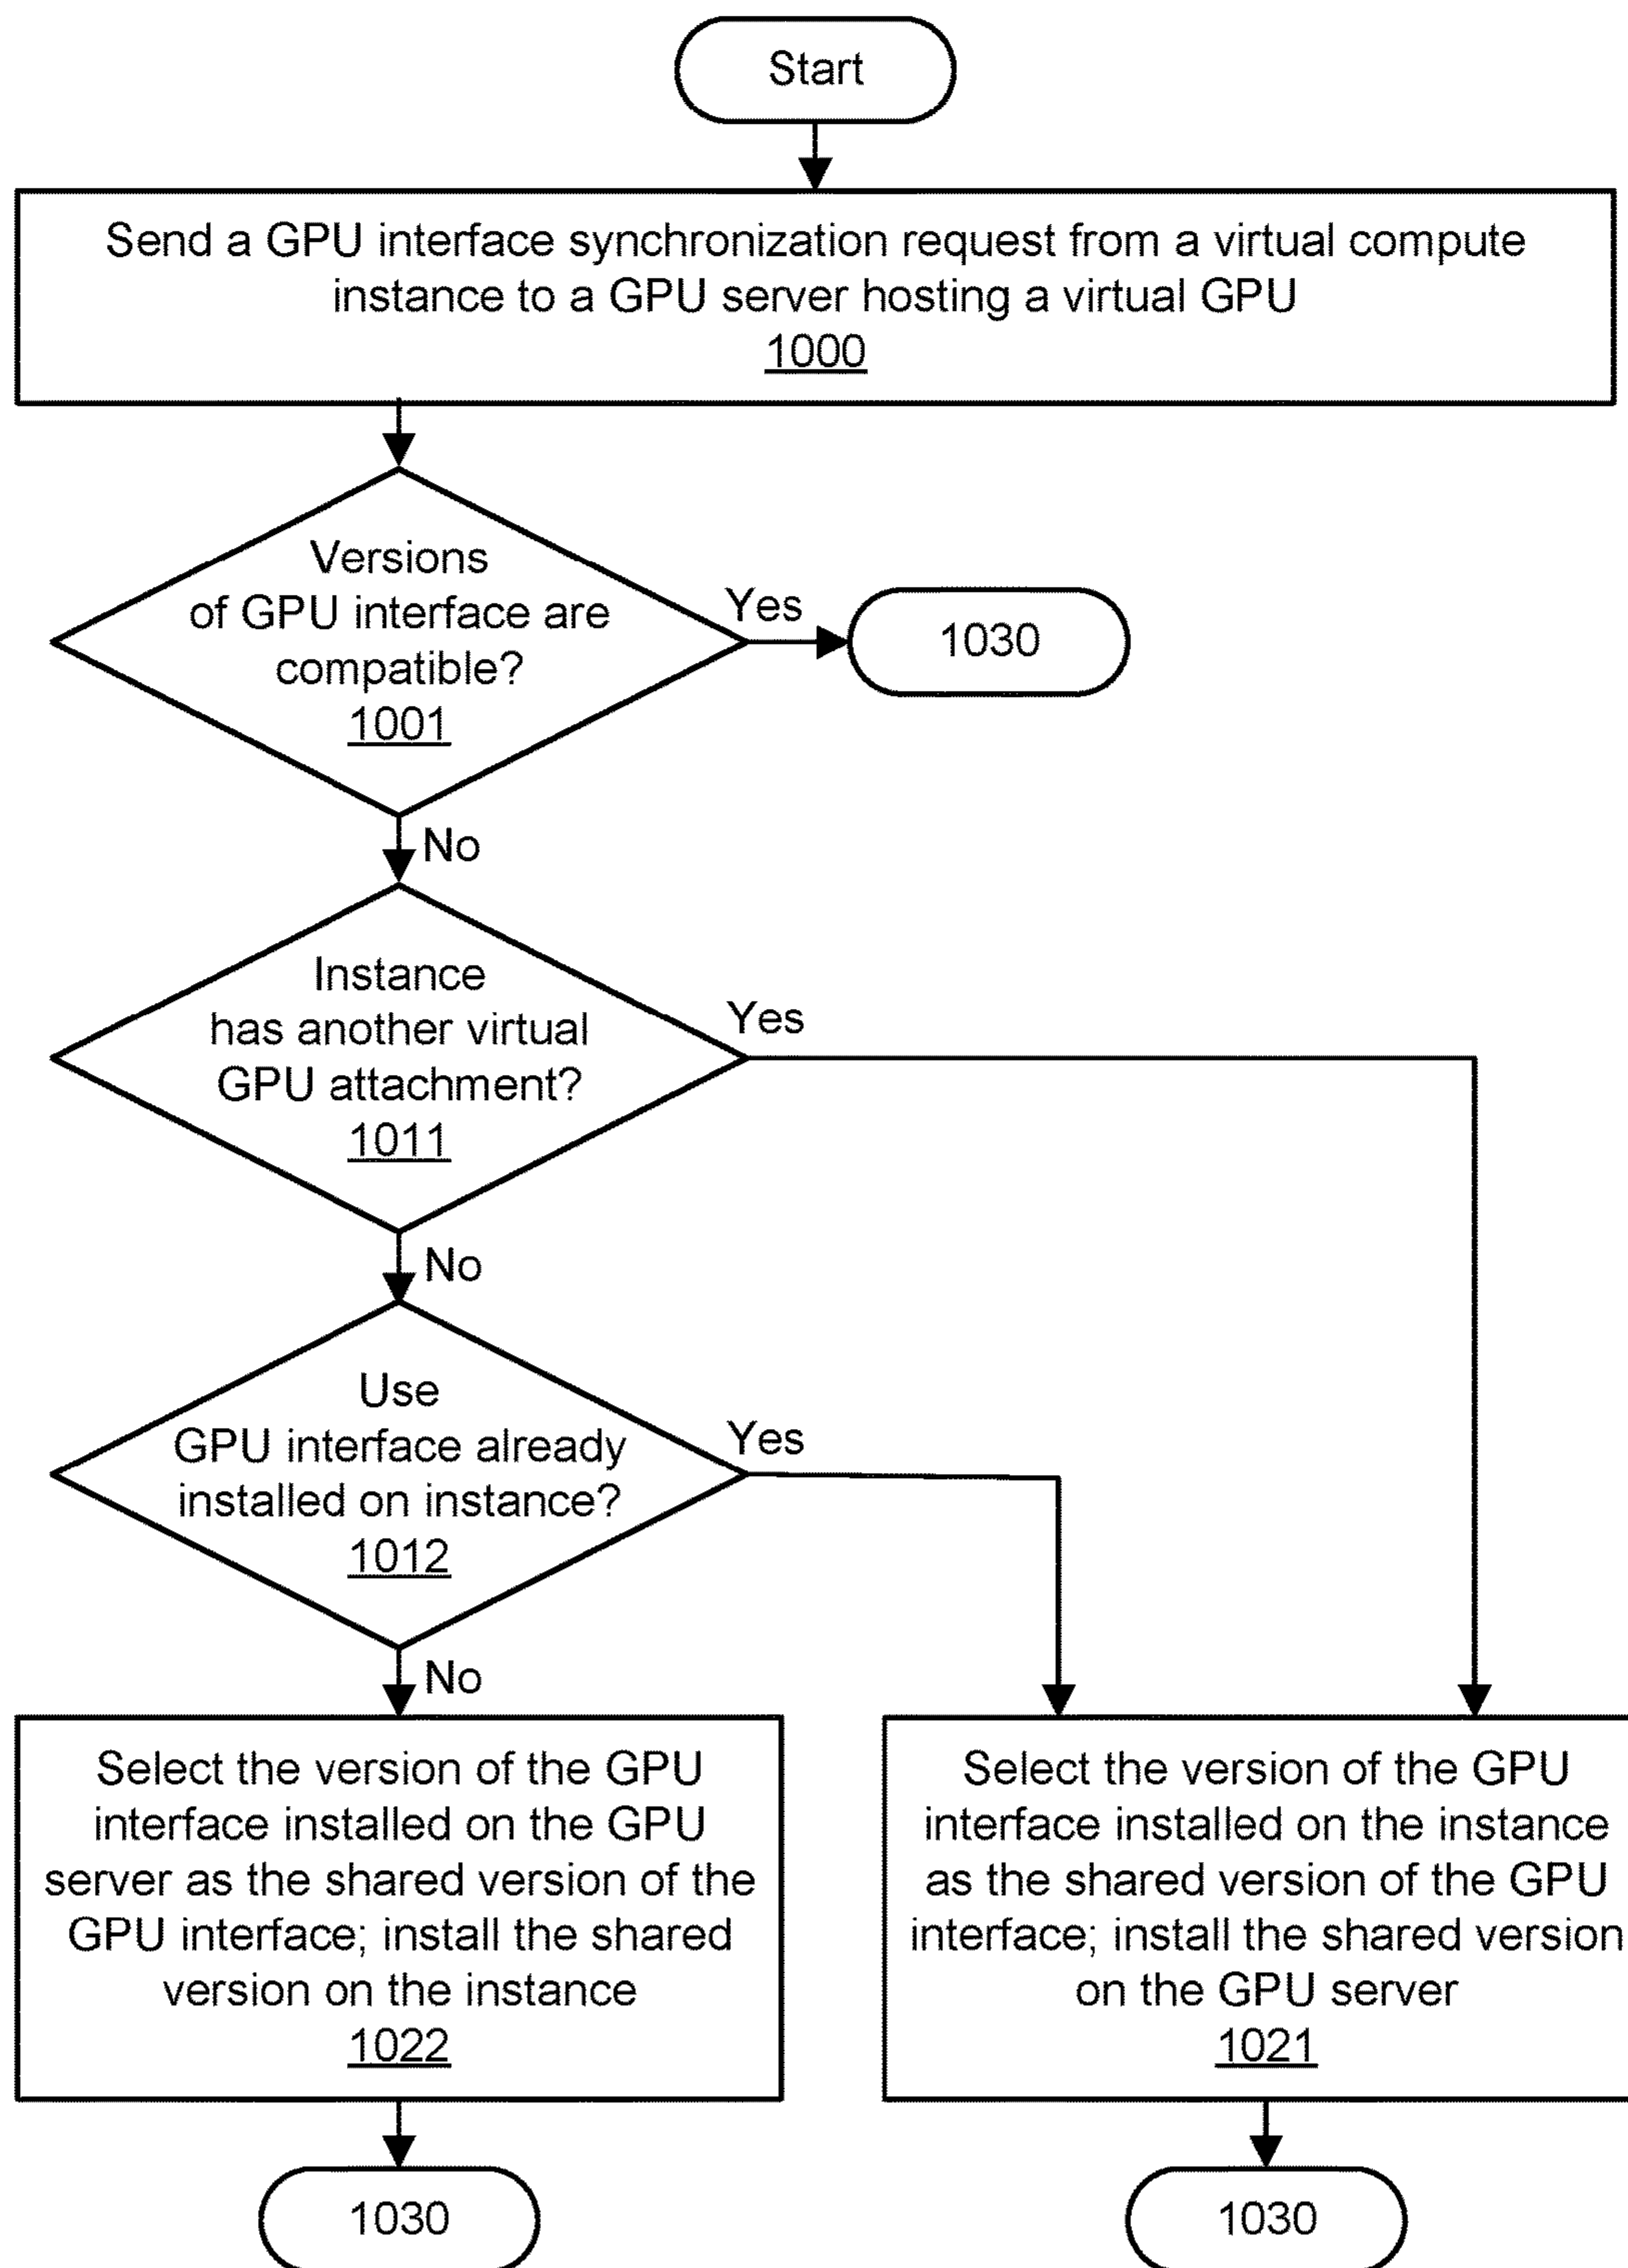 Start
Send a GPU interface synchronization request from a virtual compute
instance to a GPU server hosting a virtual GPU
1000
Versions
of GPU interface are
compatible?
1001
Yes
1030
No
Instance
has another virtual
GPU attachment?
1011
Yes
No
Use
GPU interface already
installed on instance?
1012
Yes
No
Select the version of the GPU
interface installed on the GPU
server as the shared version of the
GPU interface; install the shared
version on the instance
1022
Select the version of the GPU
interface installed on the instance
as the shared version of the GPU
interface; install the shared version
on the GPU server
1021
1030
1030